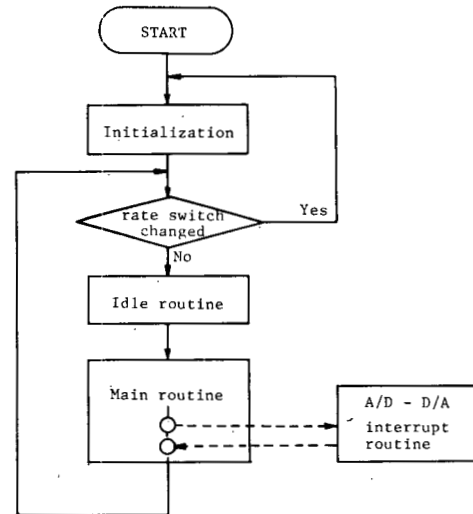 START
Initialization
rate switch
changed
Yes
No
Idle routine
Main routine
A/D - D/A
interrupt
routine